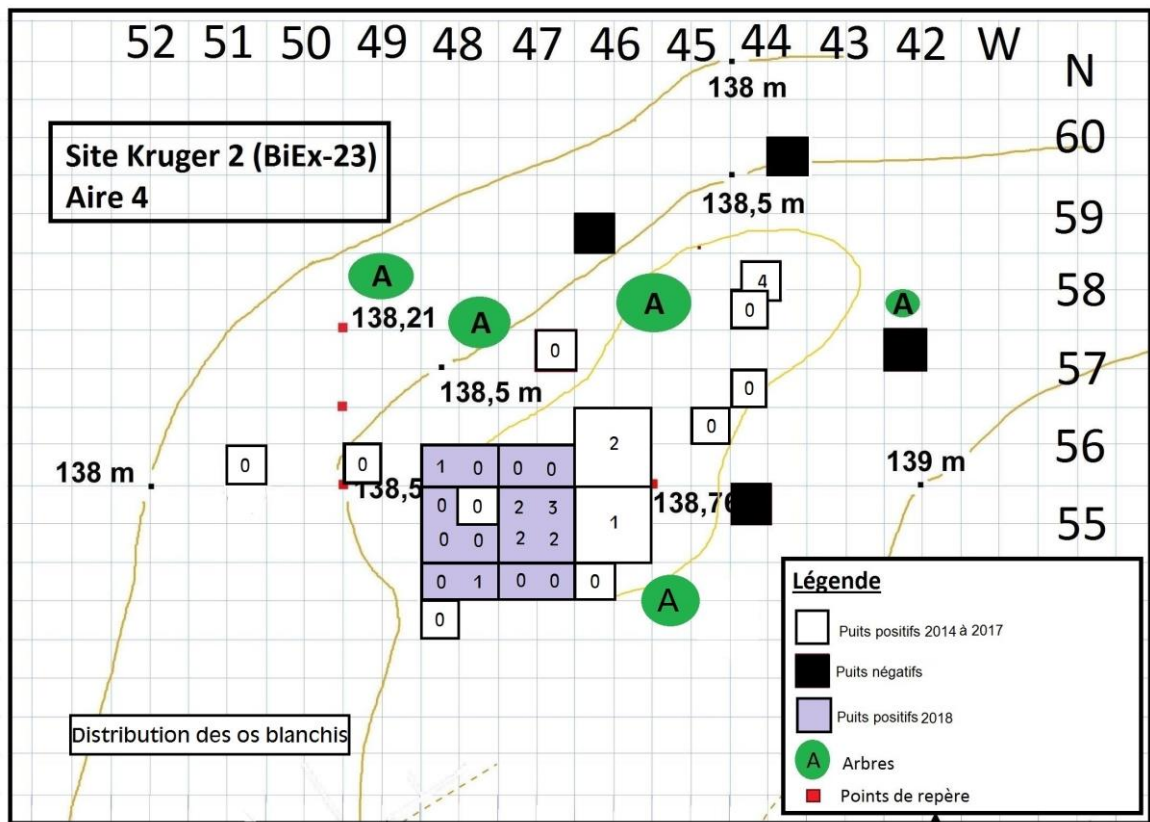 52 51 50 49 48 47 46 45 44 43 42 W
N
138 m
60
Site Kruger 2 (BiEx-23)
Aire 4
138,5 m
59
A
4
58
138,21
A
A
0
A
0
57
138,5 m
0
0
56
138 m
0
0
138,5
1 0 0 0
2
138,76
139 m
0 0 2 3
1
55
0 0 2 2
0 1 0 0 0
A
0
Légende
Puits positifs 2014 à 2017
Puits négatifs
Puits positifs 2018
A Arbres
Points de repère
Distribution des os blanchis